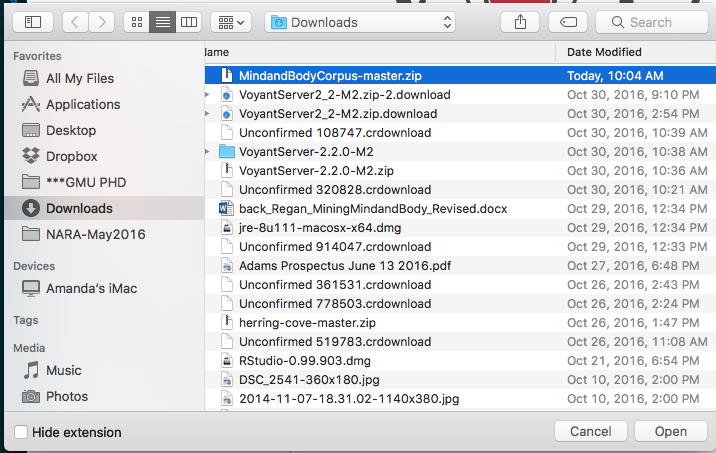 Downloads
Search
Favorites
Name Date Modified
All My Files
Applications
Desktop
Dropbox
***GMU PHD
Downloads
NARA-May2016
Devices
Amanda's iMac
Tags
Media
Music
Photos
MindandBodyCorpus-master.zip Today, 10:04 AM
VoyantServer2_2-M2.zip-2.download Oct 30, 2016, 9:10 PM
VoyantServer2_2-M2.zip.download Oct 30, 2016, 2:54 PM
Unconfirmed 108747.crdownload Oct 30, 2016, 10:39 AM
VoyantServer-2.2.0-M2 Oct 30, 2016, 10:38 AM
VoyantServer-2.2.0-M2.zip Oct 30, 2016, 10:36 AM
Unconfirmed 320828.crdownload Oct 30, 2016, 10:21 AM
back_Regan_MiningMindandBody_Revised.docx Oct 29, 2016, 12:34 PM
jre-8u111-macosx-x64.dmg Oct 29, 2016, 12:34 PM
Unconfirmed 914047.crdownload Oct 29, 2016, 12:33 PM
Adams Prospectus June 13 2016.pdf Oct 27, 2016, 6:48 PM
Unconfirmed 361531.crdownload Oct 26, 2016, 2:43 PM
Unconfirmed 778503.crdownload Oct 26, 2016, 2:24 PM
herring-cove-master.zip Oct 26, 2016, 1:47 PM
Unconfirmed 519783.crdownload Oct 26, 2016, 11:08 AM
RStudio-0.99.903.dmg Oct 21, 2016, 6:54 PM
DSC_2541-360x180.jpg Oct 10, 2016, 2:00 PM
2014-11-07-18.31.02-1140x380.jpg Oct 10, 2016, 2:00 PM
Hide extension
Cancel
Open